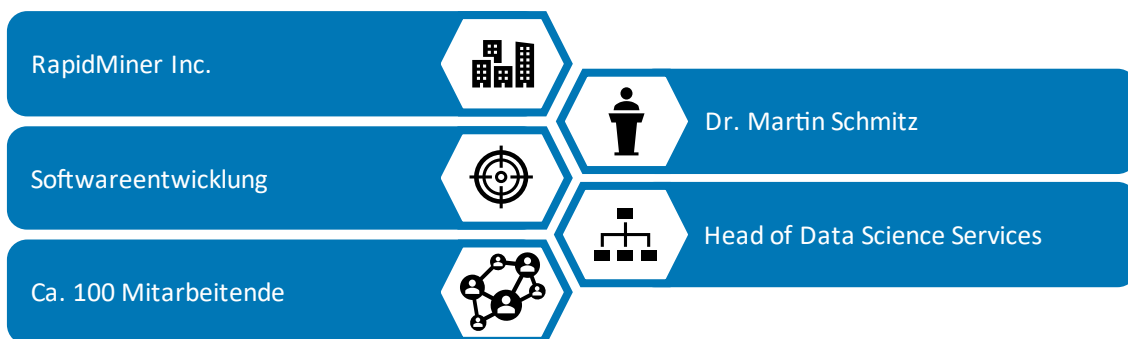 RapidMiner Inc.
Dr. Martin Schmitz
Softwareentwicklung
Head of Data Science Services
Ca. 100 Mitarbeitende